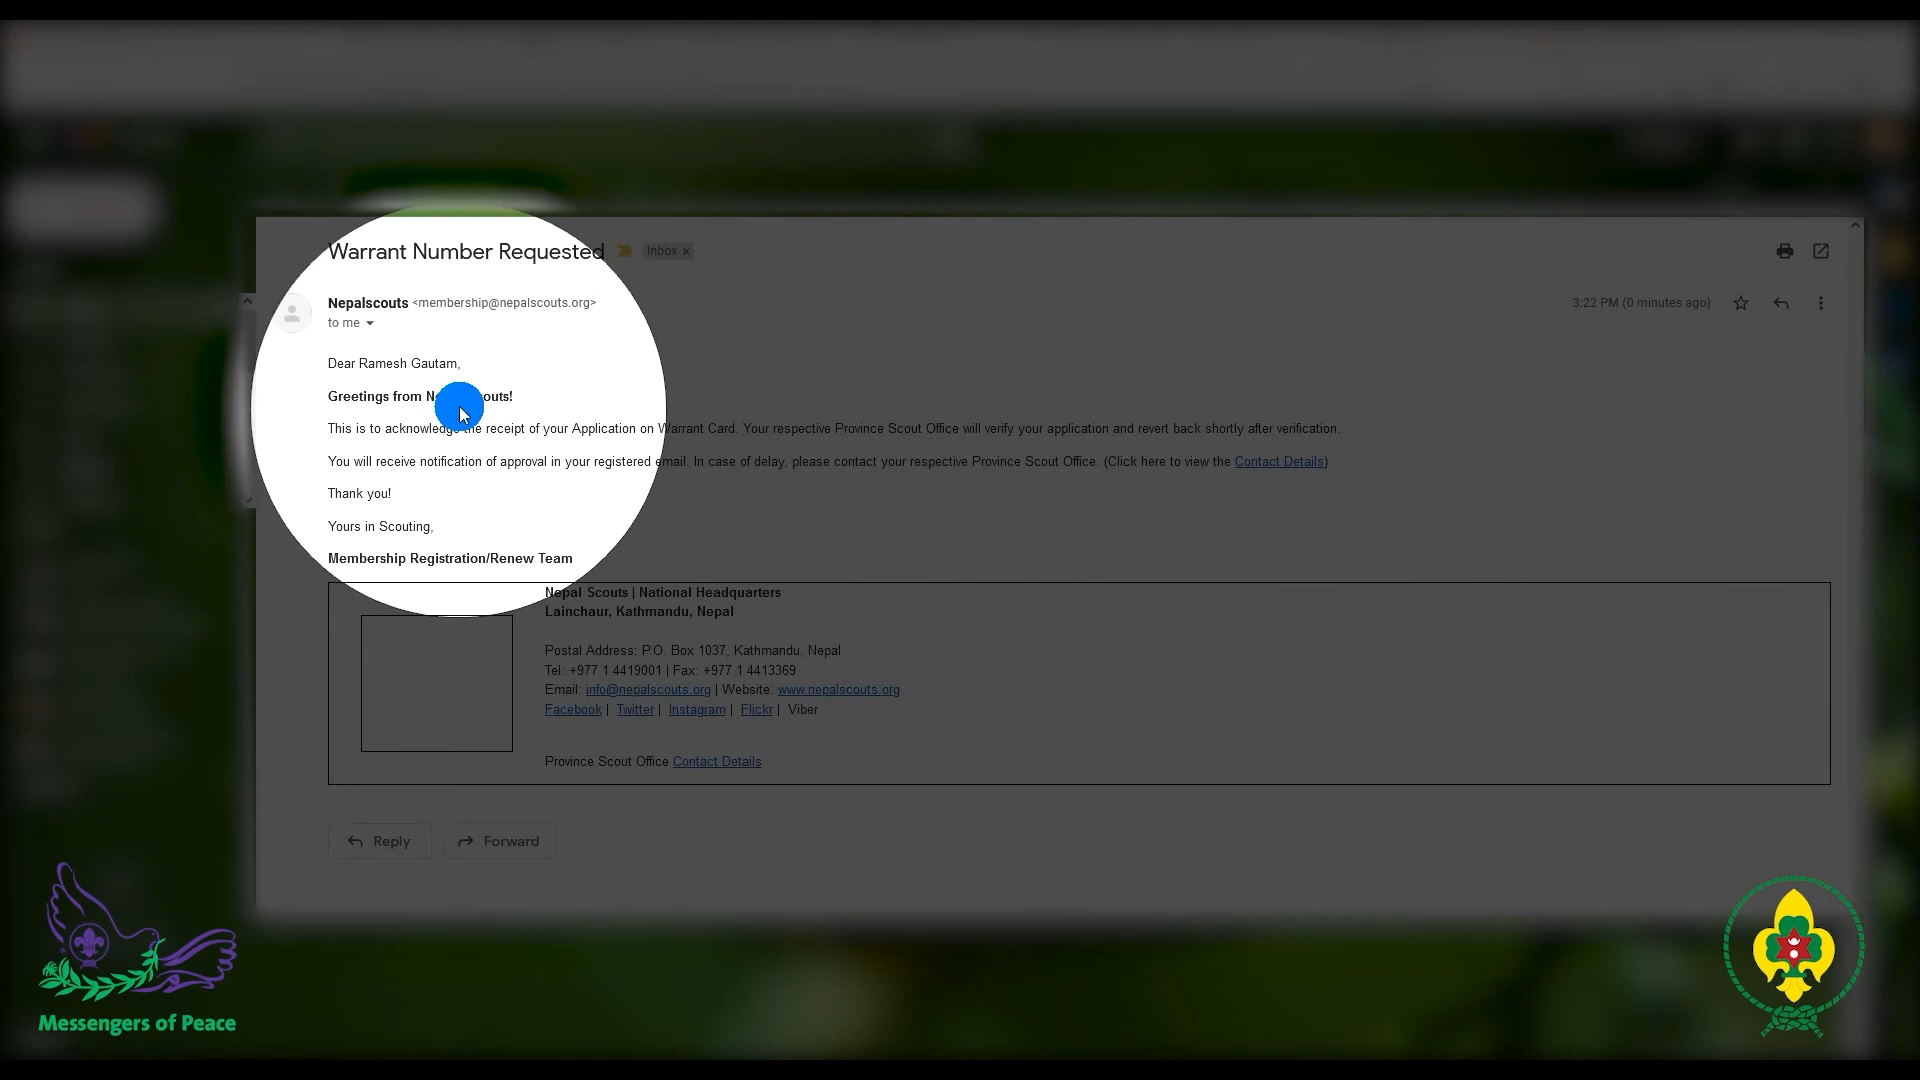 Warrant Number Requested Inbox x
Nepalscouts <membership@nepalscouts.org> 3:22 PM (0 minutes ago)
to me
Dear Ramesh Gautam,
Greetings from Ne outs!
This is to acknowledge the receipt of your Application on Warrant Card. Your respective Province Scout Office will verify your application and revert back shortly after verification.
You will receive notification of approval in your registered email. In case of delay, please contact your respective Province Scout Office. (Click here to view the Contact Details)
Thank you!
Yours in Scouting,
Membership Registration/Renew Team
Nepal Scouts | National Headquarters
Lainchaur, Kathmandu, Nepal
Postal Address: P.O. Box 1037, Kathmandu, Nepal
Tel: +977 1 4419001 | Fax: +977 1 4413369
Email: info@nepalscouts.org | Website: www.nepalscouts.org
Facebook | Twitter | Instagram | Flickr | Viber
Province Scout Office Contact Details
Reply Forward
Messengers of Peace